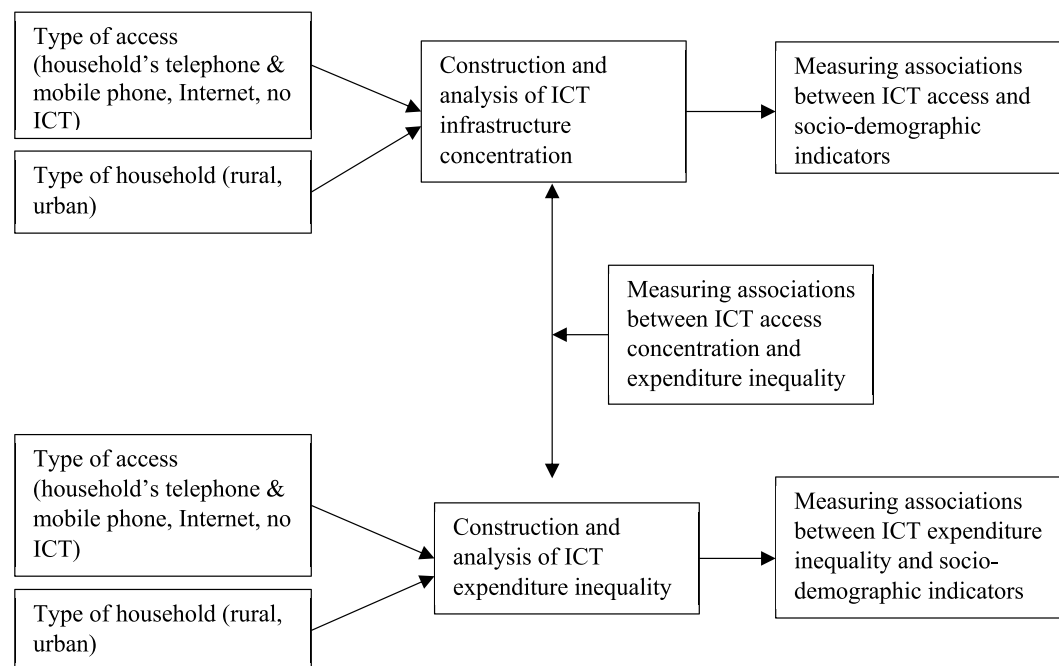 Type of access
(household’s telephone &
mobile phone, Internet, no
ICT)
Type of household (rural,
urban)
Construction and
analysis of ICT
infrastructure
concentration
Measuring associations
between ICT access and
socio-demographic
indicators
Measuring associations
between ICT access
concentration and
expenditure inequality
Type of access
(household’s telephone &
mobile phone, Internet, no
ICT)
Type of household (rural,
urban)
Construction and
analysis of ICT
expenditure inequality
Measuring associations
between ICT expenditure
inequality and socio-
demographic indicators